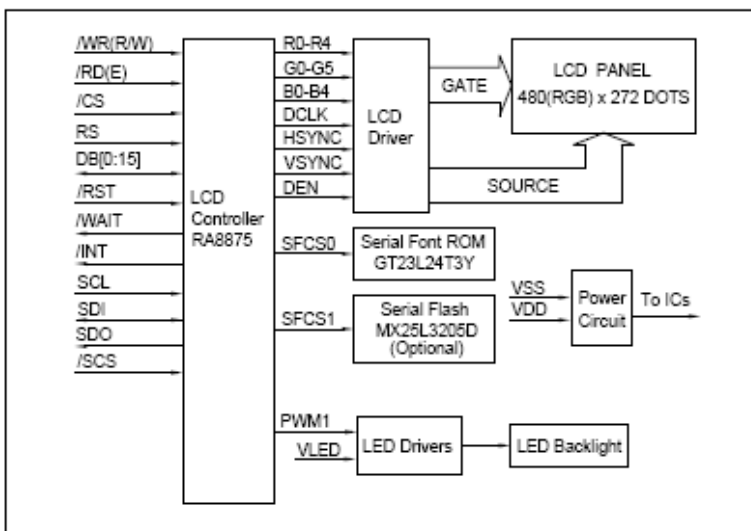 /WR(R/W)
/RD(E)
/CS
RS
DB[0:15]
/RST
/WAIT
/INT
SCL
SDI
SDO
/SCS
LCD
Controller
RA8875
R0-R4
G0-G5
B0-B4
DCLK
HSYNC
VSYNC
DEN
SFCS0
SFCS1
PWM1
VLED
LCD
Driver
GATE
SOURCE
LCD PANEL
480(RGB) x 272 DOTS
Serial Font ROM
GT23L24T3Y
Serial Flash
MX25L3205D
(Optional)
VSS
VDD
Power
Circuit
To ICs
LED Drivers
LED Backlight